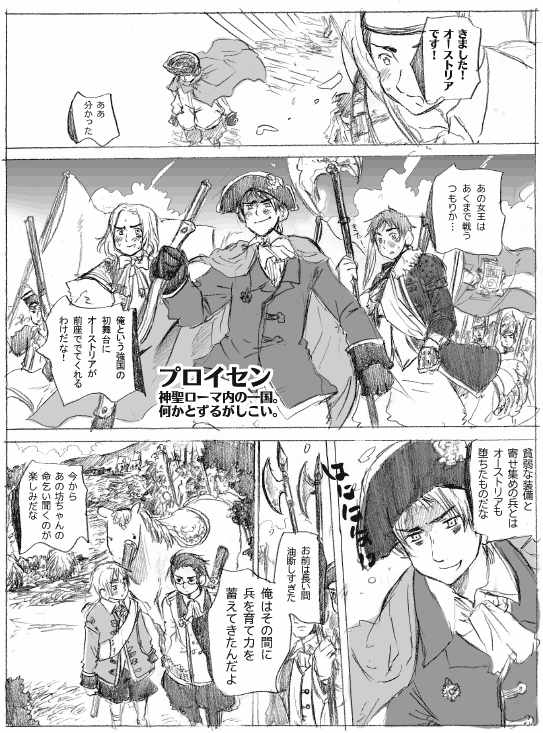 きました！
オーストリア
です！
ああ
分かった
あの女王は
あくまで戦う
つもりか…
俺という強国の
初舞台に
オーストリアが
前座ででてくれる
わけだな！
プロイセン
神聖ローマ内の一国。
何かとずるがしこい。
貧弱な装備と
寄せ集めの兵とは
オーストリアも
堕ちたものだな
お前は長い間
油断しすぎた
俺はその間に
兵を育て力を
蓄えてきたんだよ
今から
あの坊ちゃんの
命乞い聞くのが
楽しみだな